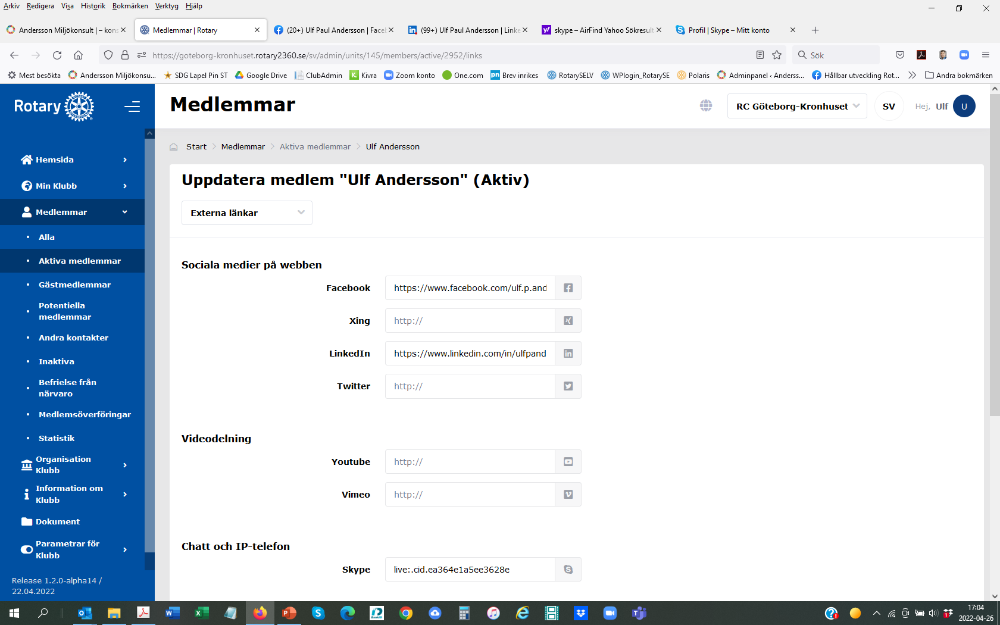 Arkiv Redigera Visa Historik Bokmärken Verktyg Hjälp
Andersson Miljökonsult | – kons
Medlemmar | Rotary
(20+) Ulf Paul Andersson | Faceb
(99+) Ulf Paul Andersson | Linke
skype – AirFind Yahoo Sökresult
Profil | Skype – Mitt konto
https://goteborg-kronhuset.rotary2360.se/sv/admin/units/145/members/active/2952/links
Sök
Mest besökta Andersson Miljökonsu... SDG Lapel Pin ST Google Drive ClubAdmin Kivra Zoom konto One.com Brev inrikes RotarySELV WPlogin_RotarySE Polaris Adminpanel ‹ Anderss... Hållbar utveckling Rot... Andra bokmärken
Rotary
Medlemmar
RC Göteborg-Kronhuset
SV
Hej, Ulf
U
Start Medlemmar Aktiva medlemmar Ulf Andersson
Hemsida
Min Klubb
Medlemmar
Alla
Aktiva medlemmar
Gästmedlemmar
Potentiella
medlemmar
Andra kontakter
Inaktiva
Befrielse från
närvaro
Medlemsöverföringar
Statistik
Organisation
Klubb
Information om
Klubb
Dokument
Parametrar för
Klubb
Release 1.2.0-alpha14 /
22.04.2022
Uppdatera medlem "Ulf Andersson" (Aktiv)
Externa länkar
Sociala medier på webben
Facebook https://www.facebook.com/ulf.p.and
Xing http://
LinkedIn https://www.linkedin.com/in/ulfpand
Twitter http://
Videodelning
Youtube http://
Vimeo http://
Chatt och IP-telefon
Skype live:.cid.ea364e1a5ee3628e
17:04
2022-04-26